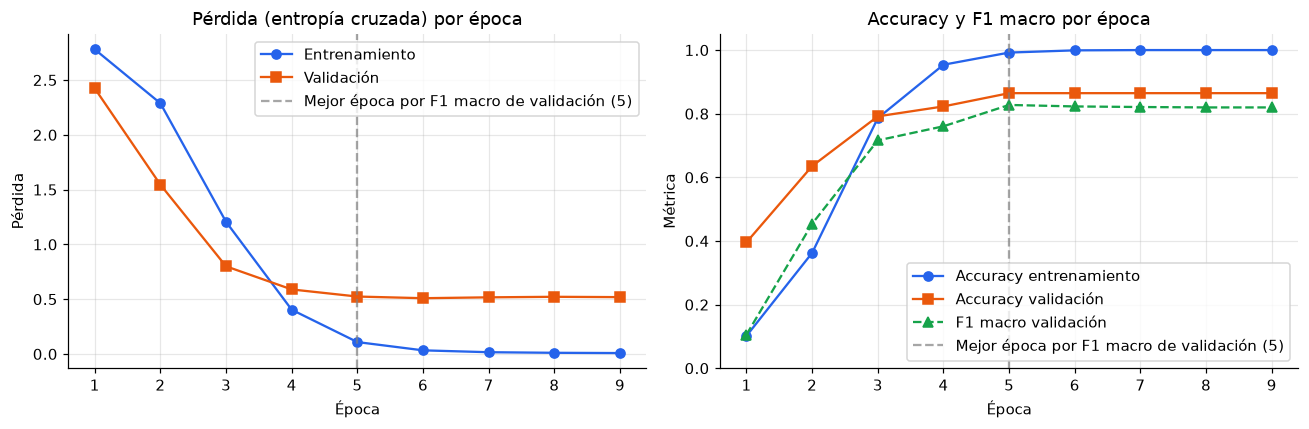 Pérdida (entropía cruzada) por época
Pérdida
2.5
2.0
1.5
1.0
0.5
0.0
Entrenamiento
Validación
Mejor época por F1 macro de validación (5)
1 2 3 4 5 6 7 8 9
Época
Accuracy y F1 macro por época
Métrica
1.0
0.8
0.6
0.4
0.2
0.0
Accuracy entrenamiento
Accuracy validación
F1 macro validación
Mejor época por F1 macro de validación (5)
1 2 3 4 5 6 7 8 9
Época